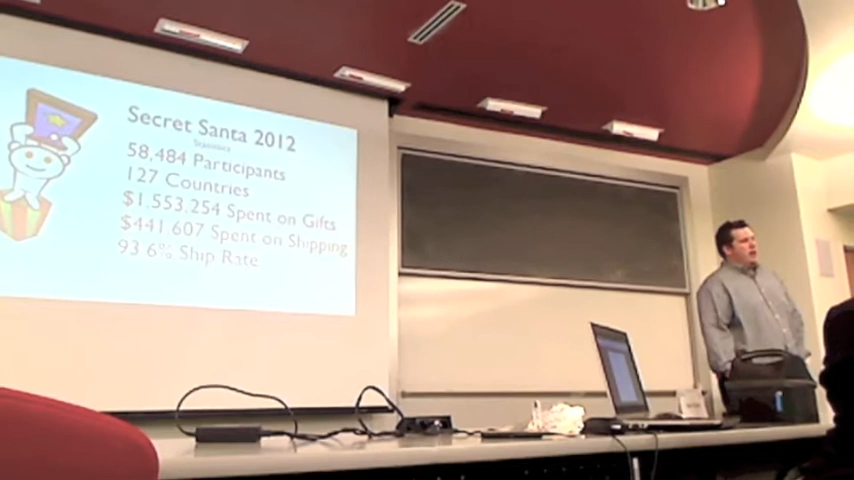 Secret Santa 2012
Statistics
58,484 Participants
127 Countries
$1,553,254 Spent on Gifts
$441,607 Spent on Shipping
93.6% Ship Rate